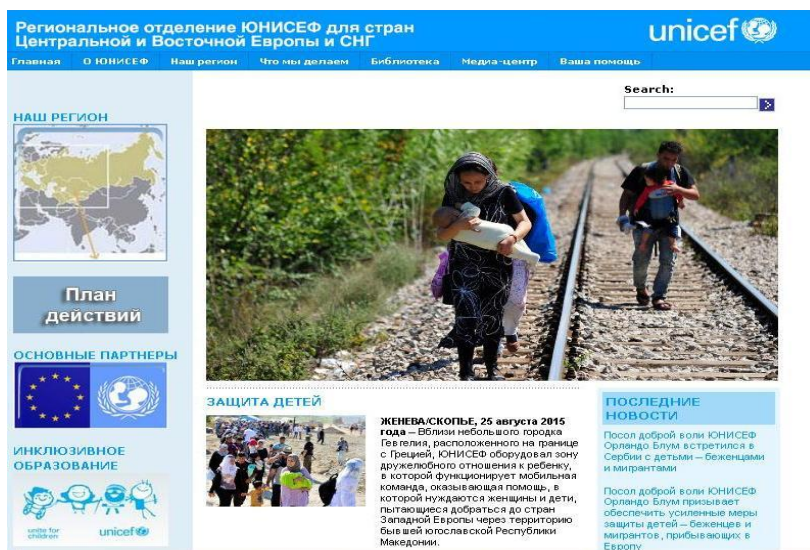 Региональное отделение ЮНИСЕФ для стран
Центральной и Восточной Европы и СНГ
unicef
Главная О ЮНИСЕФ Наш регион Что мы делаем Библиотека Медиа-центр Ваша помощь
Search:
НАШ РЕГИОН
План
действий
ОСНОВНЫЕ ПАРТНЕРЫ
ИНКЛЮЗИВНОЕ
ОБРАЗОВАНИЕ
unite for
children
unicef
ЗАЩИТА ДЕТЕЙ
ЖЕНЕВА/СКОПЬЕ, 25 августа 2015
года – Вблизи небольшого городка
Гевгелия, расположенного на границе
с Грецией, ЮНИСЕФ оборудовал зону
дружелюбного отношения к ребенку,
в которой функционирует мобильная
команда, оказывающая помощь, в
которой нуждаются женщины и дети,
пытающиеся добраться до стран
Западной Европы через территорию
бывшей югославской Республики
Македонии.
ПОСЛЕДНИЕ
НОВОСТИ
Посол доброй воли ЮНИСЕФ
Орландо Блум встретился в
Сербии с детьми – беженцами
и мигрантами
Посол доброй воли ЮНИСЕФ
Орландо Блум призывает
обеспечить усиленные меры
защиты детей – беженцев и
мигрантов, прибывающих в
Европу